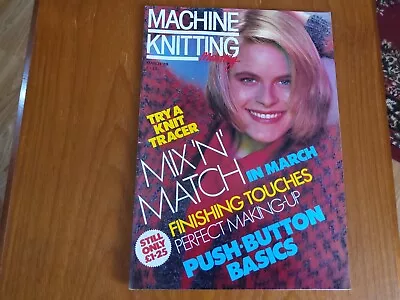 MACHINE
KNITTING
TRY A
KNIT
TRACER
MIX 'N'
MATCH
IN MARCH
FINISHING TOUCHES
PERFECT MAKING-UP
STILL
ONLY
£1·25
PUSH-BUTTON
BASICS